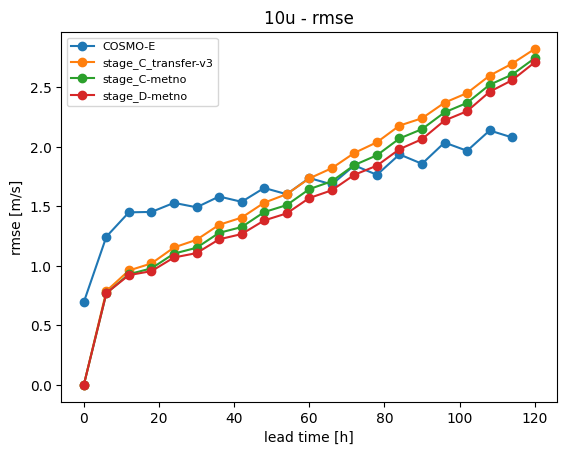 10u - rmse
COSMO-E
stage_C_transfer-v3
stage_C-metno
stage_D-metno
rmse [m/s]
2.5
2.0
1.5
1.0
0.5
0.0
0 20 40 60 80 100 120
lead time [h]